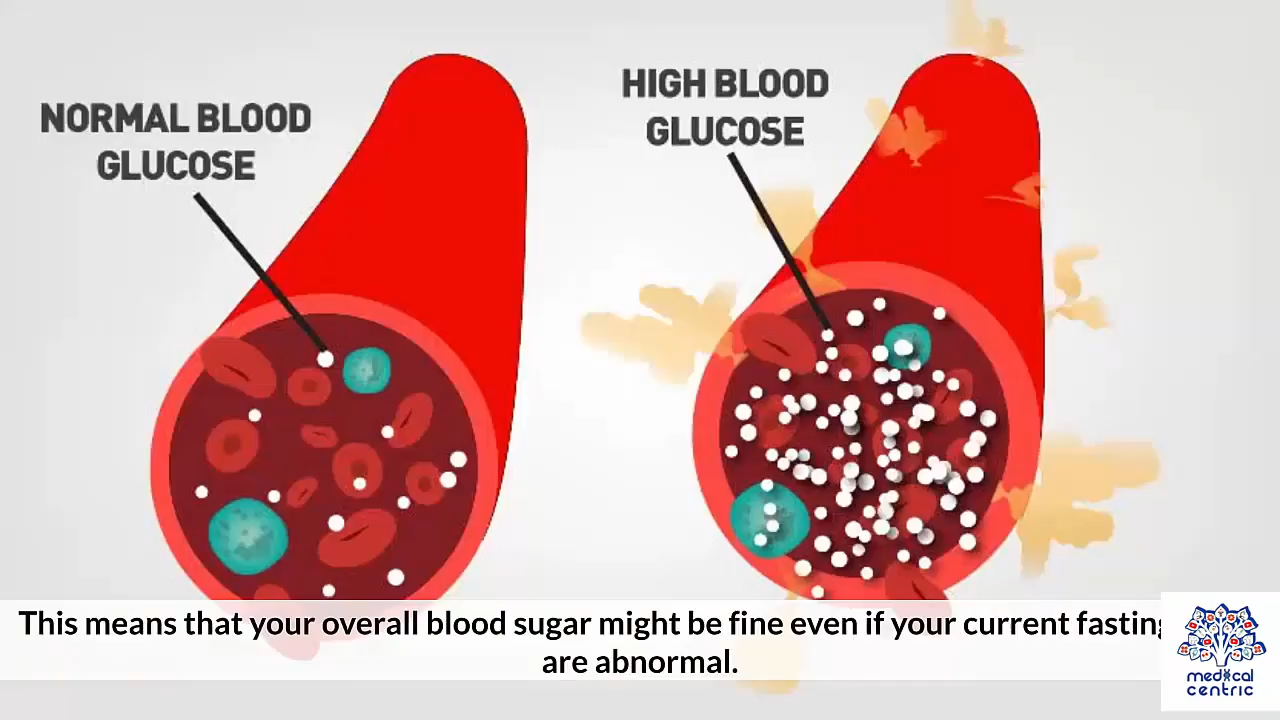 NORMAL BLOOD
GLUCOSE
HIGH BLOOD
GLUCOSE
This means that your overall blood sugar might be fine even if your current fasting
are abnormal.
medical
centric